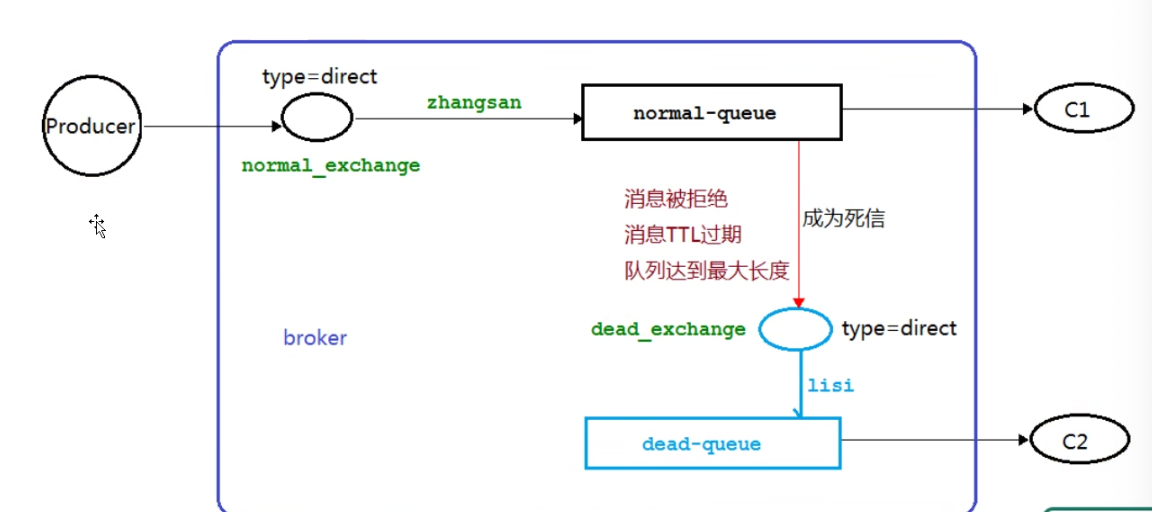 type=direct
zhangsan
normal-queue
C1
Producer
normal_exchange
消息被拒绝
消息TTL过期
队列达到最大长度
成为死信
broker
dead_exchange
type=direct
lisi
dead-queue
C2